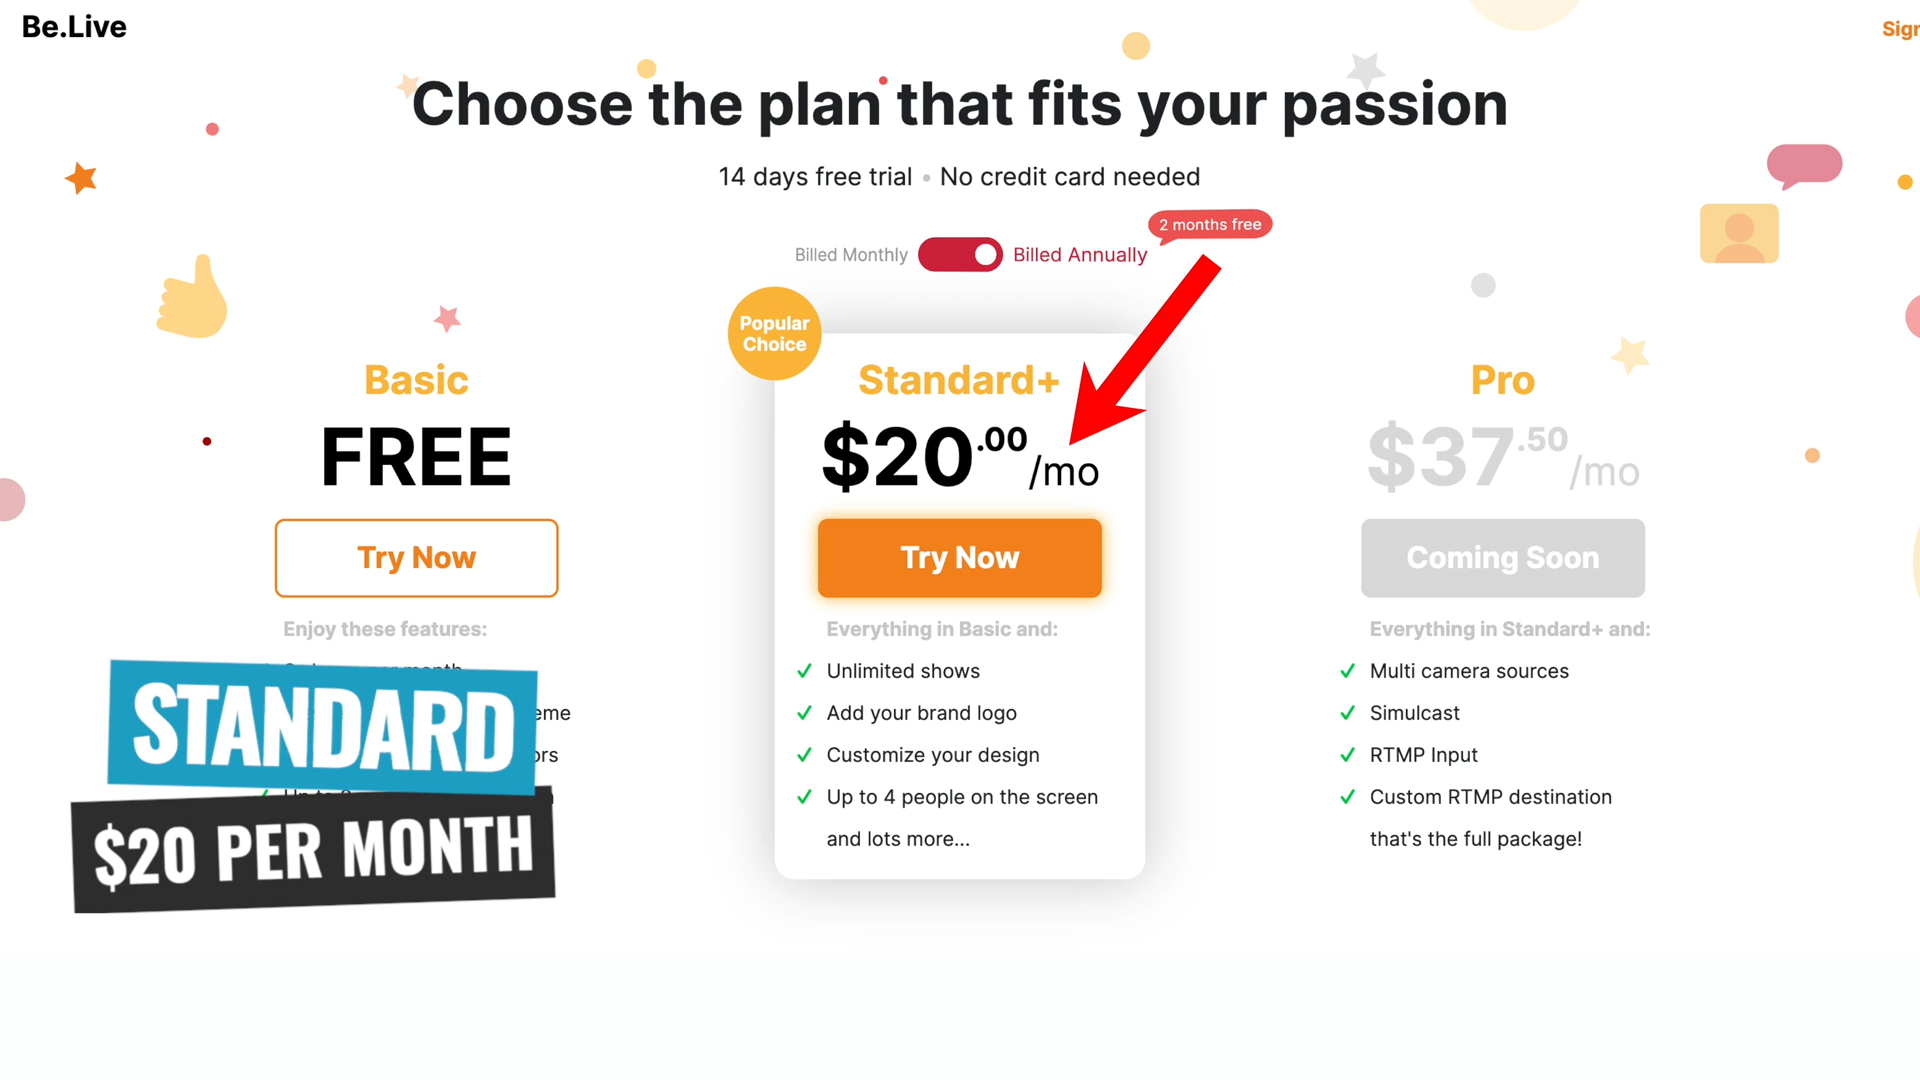 Be.Live
Choose the plan that fits your passion
14 days free trial • No credit card needed
2 months free
Billed Monthly
Billed Annually
Popular
Choice
Basic
FREE
Try Now
Enjoy these features:
per month
STANDARD
$20 PER MONTH
Standard+
$20.00/mo
Try Now
Everything in Basic and:
Unlimited shows
Add your brand logo
Customize your design
Up to 4 people on the screen
and lots more...
Pro
$37.50/mo
Coming Soon
Everything in Standard+ and:
Multi camera sources
Simulcast
RTMP Input
Custom RTMP destination
that's the full package!